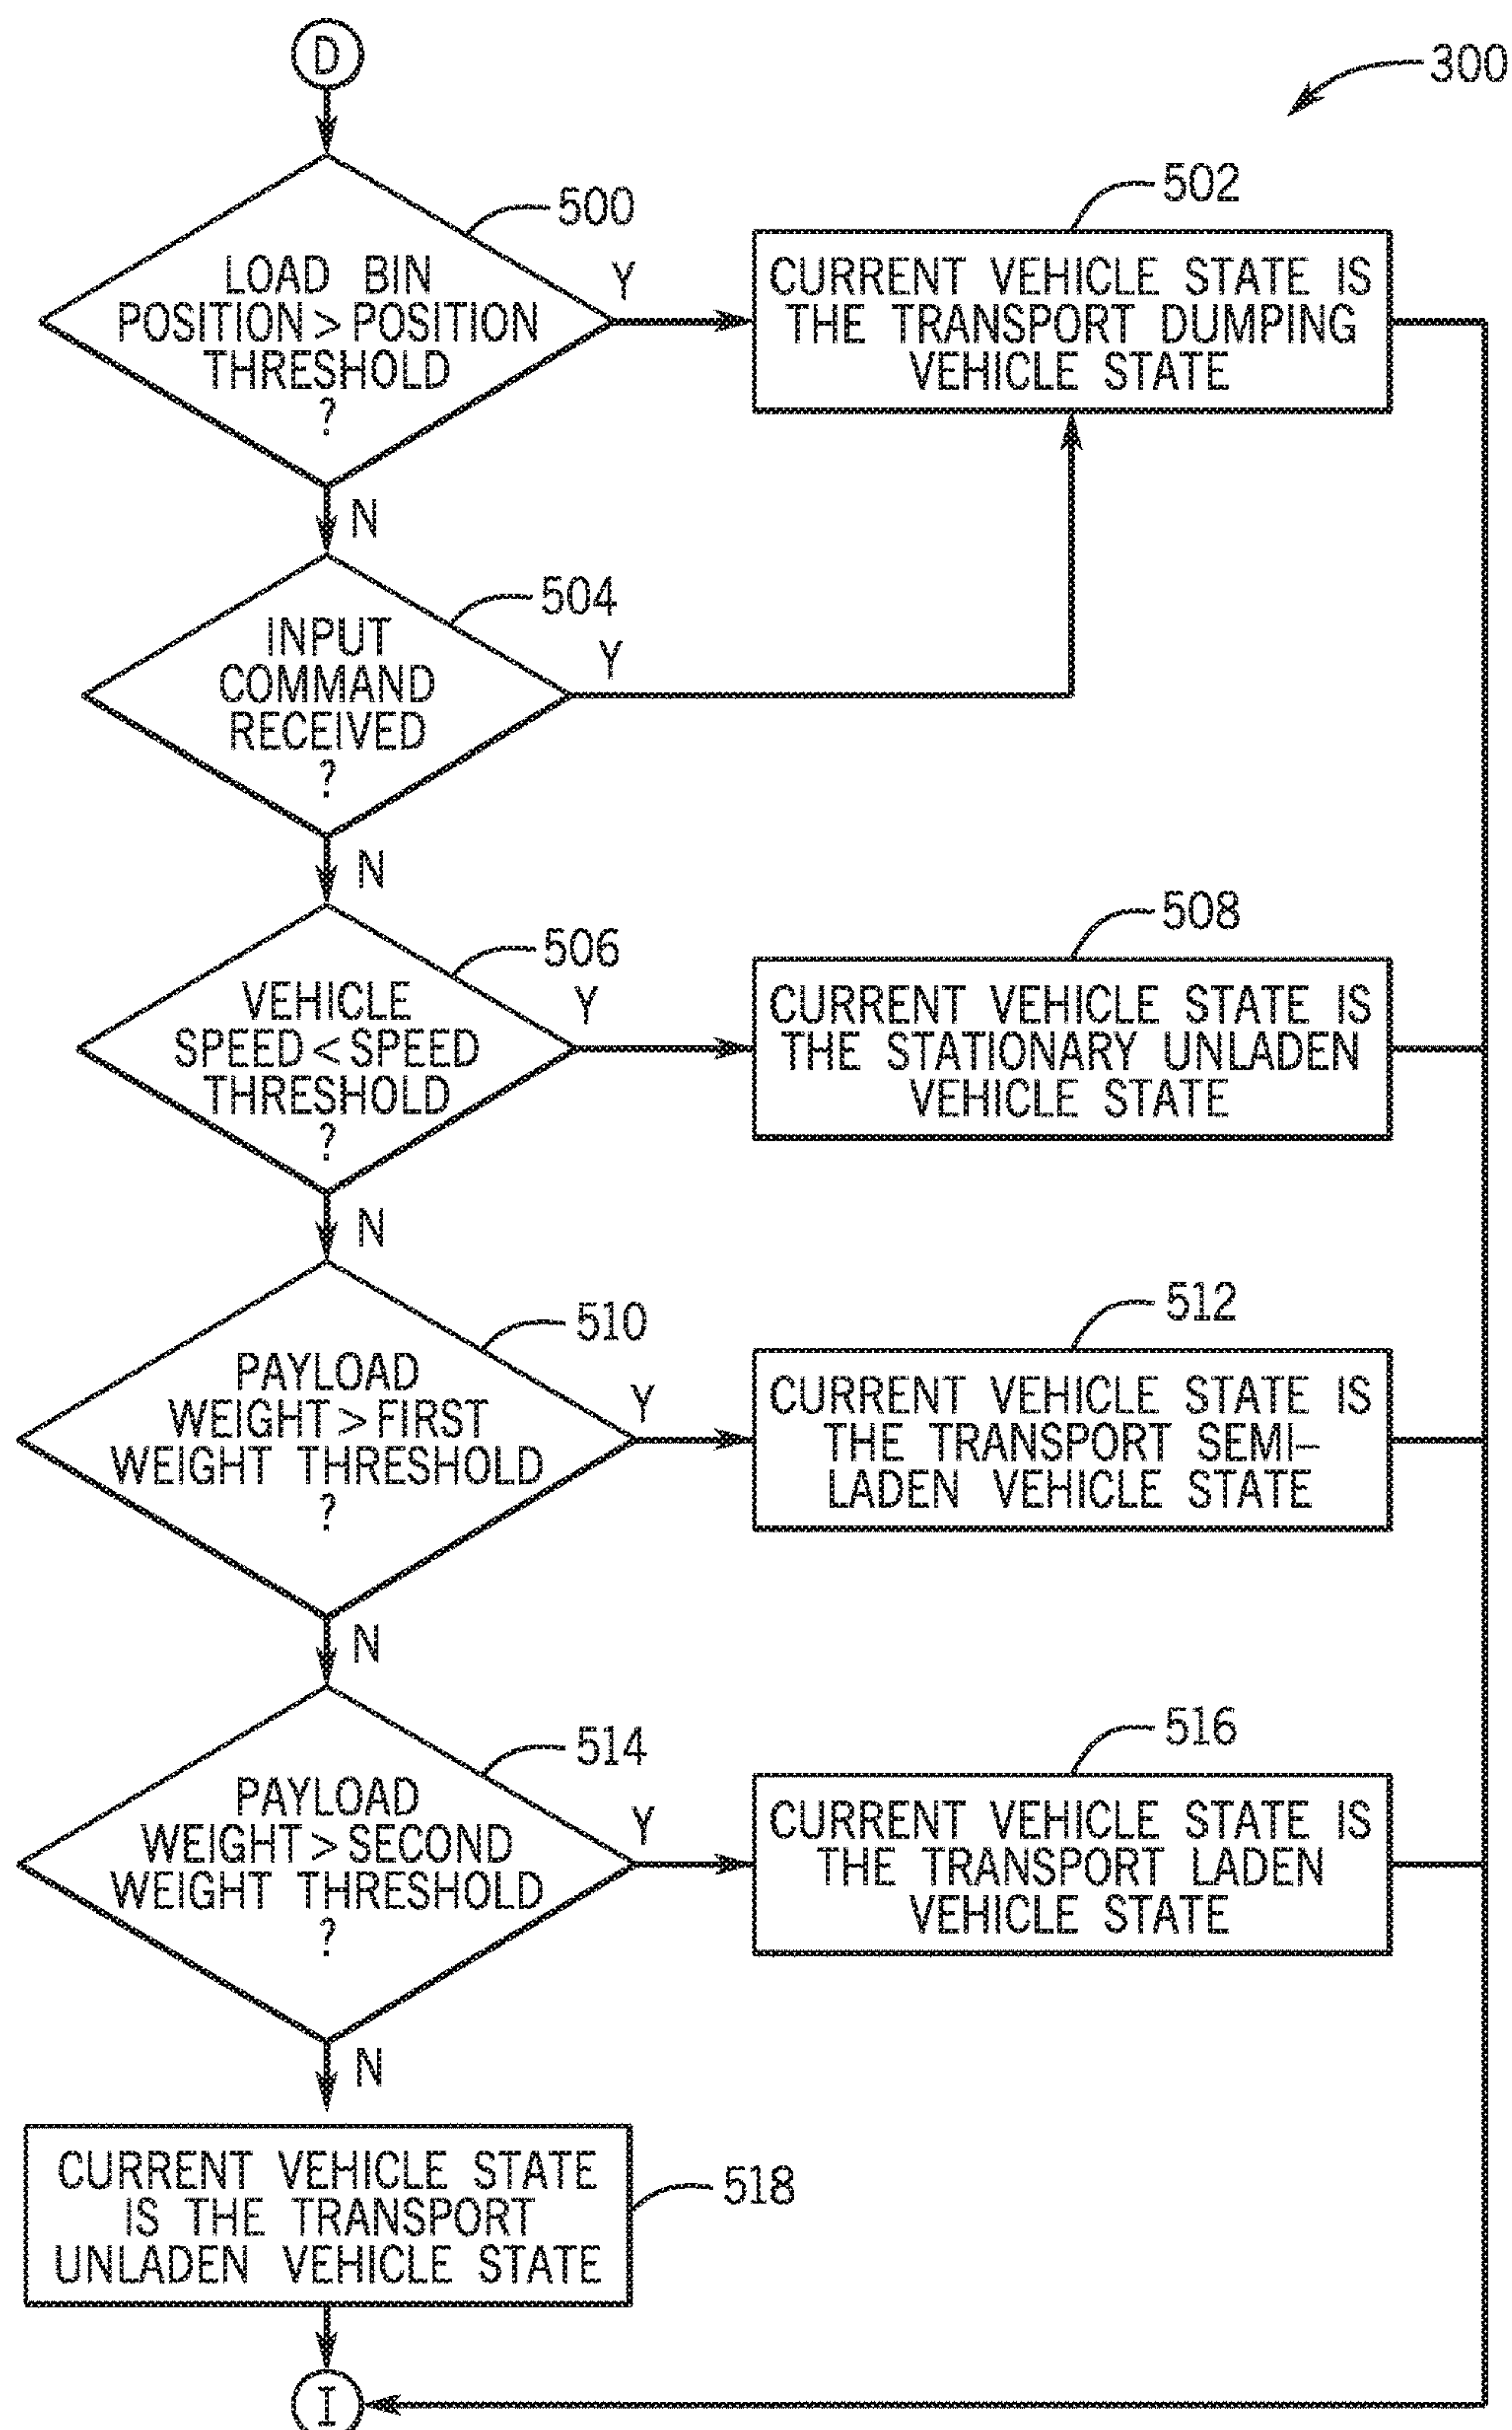 D
300
500
LOAD BIN
POSITION > POSITION
THRESHOLD
?
Y
502
CURRENT VEHICLE STATE IS
THE TRANSPORT DUMPING
VEHICLE STATE
N
504
INPUT
COMMAND
RECEIVED
?
Y
N
506
VEHICLE
SPEED < SPEED
THRESHOLD
?
Y
508
CURRENT VEHICLE STATE IS
THE STATIONARY UNLADEN
VEHICLE STATE
N
510
PAYLOAD
WEIGHT > FIRST
WEIGHT THRESHOLD
?
Y
512
CURRENT VEHICLE STATE IS
THE TRANSPORT SEMI–
LADEN VEHICLE STATE
N
514
PAYLOAD
WEIGHT > SECOND
WEIGHT THRESHOLD
?
Y
516
CURRENT VEHICLE STATE IS
THE TRANSPORT LADEN
VEHICLE STATE
N
CURRENT VEHICLE STATE
IS THE TRANSPORT
UNLADEN VEHICLE STATE
518
I